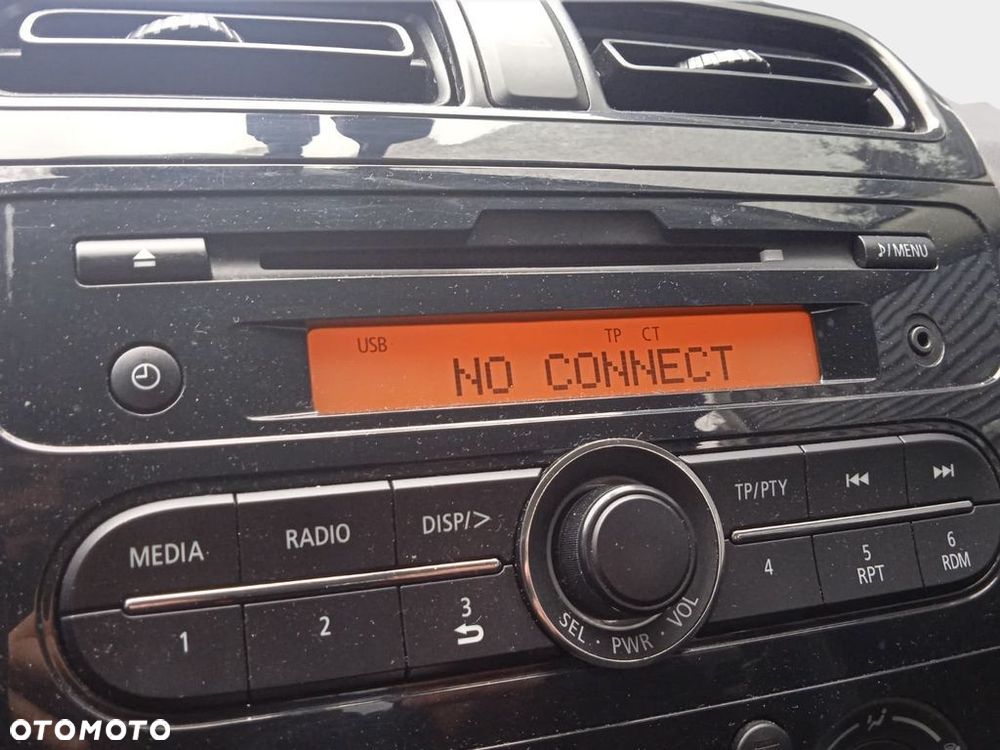 ♪/MENU
USB TP CT
NO CONNECT
MEDIA RADIO DISP/> TP/PTY
1 2 3 4 5 6
RPT RDM
SEL · PWR · VOL
OTOMOTO